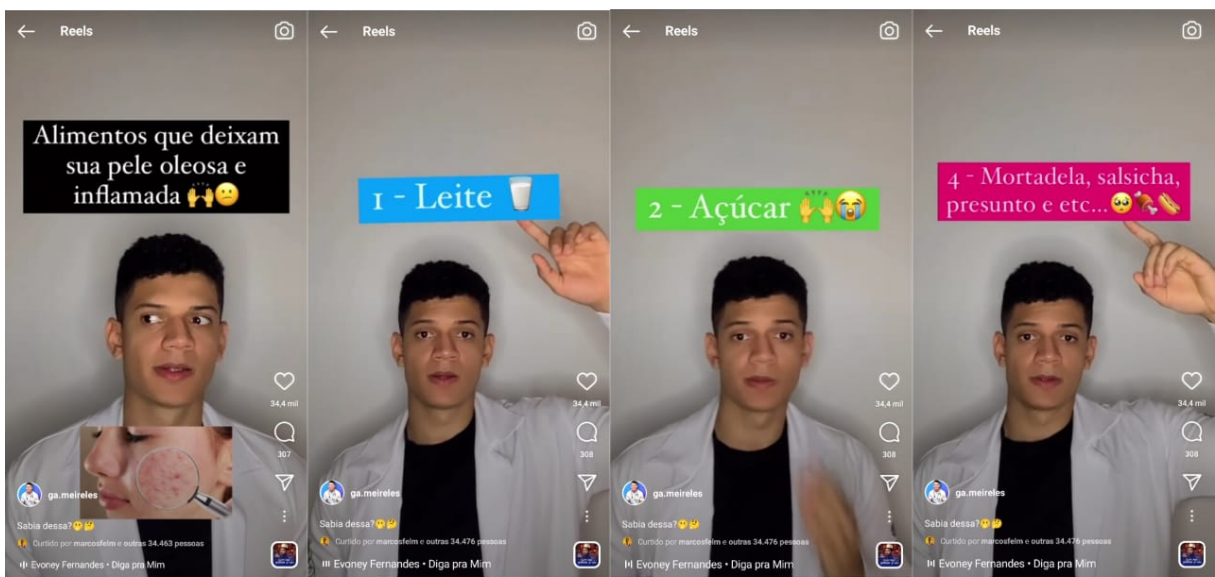 Reels
Alimentos que deixam
sua pele oleosa e
inflamada 🙌😕
34,4 mil
307
ga.meireles
Sabia dessa?🤭🤔
Curtido por marcosfelm e outras 34.463 pessoas
Evoney Fernandes • Diga pra Mim
Reels
1 - Leite 🥛
34,4 mil
308
ga.meireles
Sabia dessa?🤭🤔
Curtido por marcosfelm e outras 34.476 pessoas
Evoney Fernandes • Diga pra Mim
Reels
2 - Açúcar 🙌😭
34,4 mil
308
ga.meireles
Sabia dessa?🤭🤔
Curtido por marcosfelm e outras 34.476 pessoas
Evoney Fernandes • Diga pra Mim
Reels
4 - Mortadela, salsicha,
presunto e etc...🥺🍖🌭
34,4 mil
308
ga.meireles
Sabia dessa?🤭🤔
Curtido por marcosfelm e outras 34.476 pessoas
Evoney Fernandes • Diga pra Mim